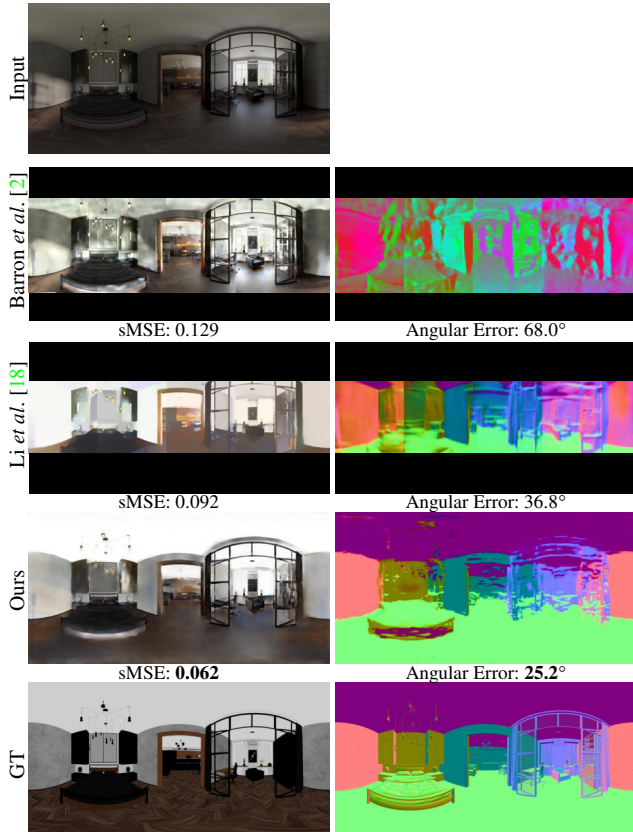 Input
Barron et al. [2]
sMSE: 0.129
Angular Error: 68.0°
Li et al. [18]
sMSE: 0.092
Angular Error: 36.8°
Ours
sMSE: 0.062
Angular Error: 25.2°
GT